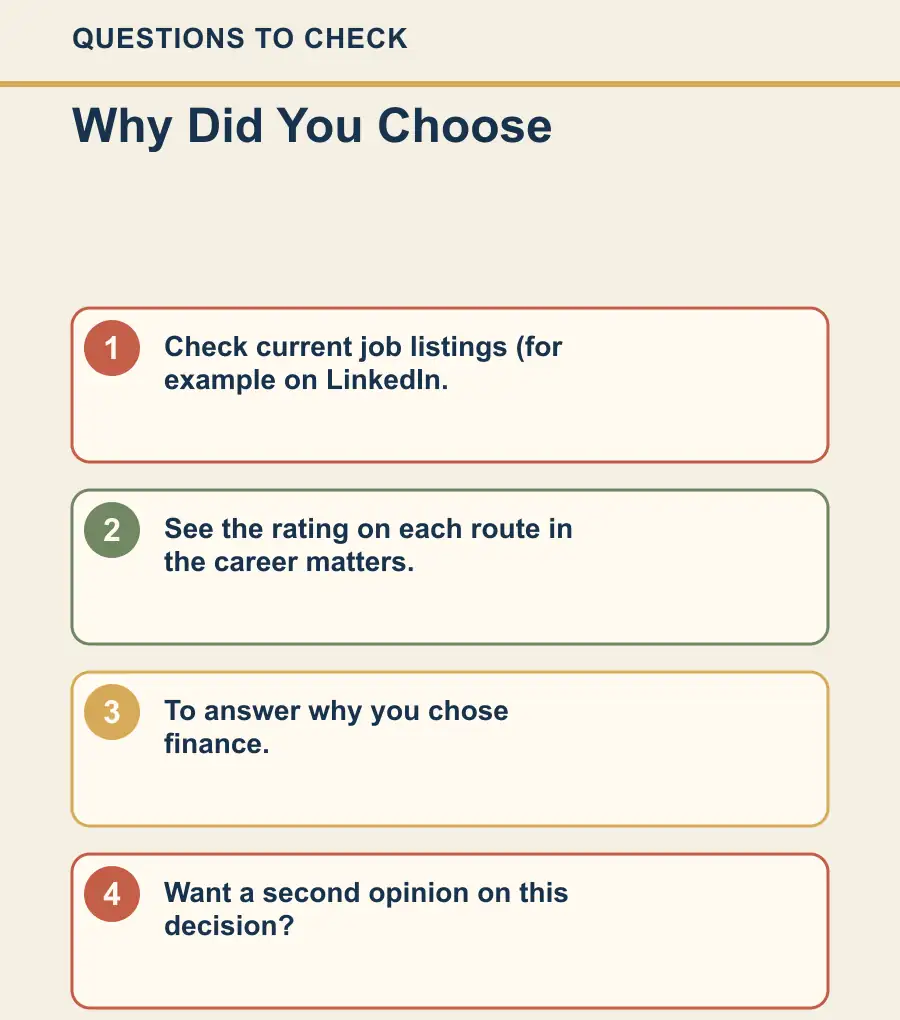 QUESTIONS TO CHECK
Why Did You Choose
1
Check current job listings (for
example on LinkedIn.
2
See the rating on each route in
the career matters.
3
To answer why you chose
finance.
4
Want a second opinion on this
decision?